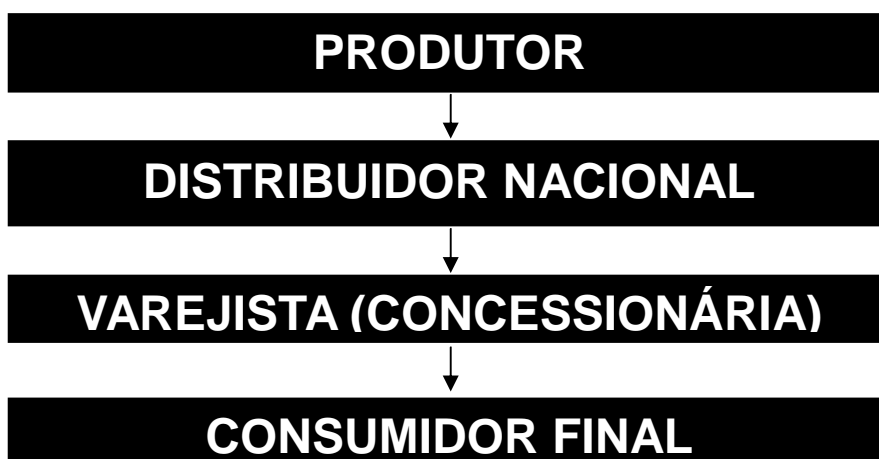 PRODUTOR
DISTRIBUIDOR NACIONAL
VAREJISTA (CONCESSIONÁRIA)
CONSUMIDOR FINAL